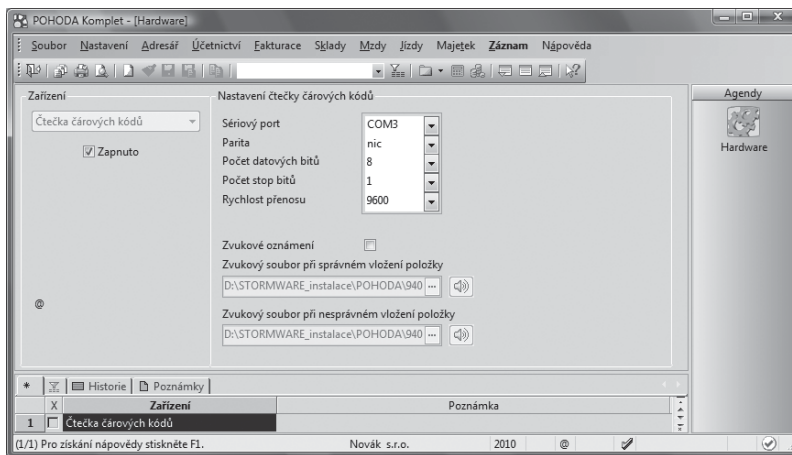 POHODA Komplet - [Hardware]
Soubor Nastavení Adresář Účetnictví Fakturace Sklady Mzdy Jízdy Majetek Záznam Nápověda
Zařízení
Čtečka čárových kódů
Zapnuto
@
Nastavení čtečky čárových kódů
Sériový port COM3
Parita nic
Počet datových bitů 8
Počet stop bitů 1
Rychlost přenosu 9600
Zvukové oznámení
Zvukový soubor při správném vložení položky
D:\STORMWARE_instalace\POHODA\940 ...
Zvukový soubor při nesprávném vložení položky
D:\STORMWARE_instalace\POHODA\940 ...
Agendy
Hardware
* Historie Poznámky
X Zařízení Poznámka
1 Čtečka čárových kódů
(1/1) Pro získání nápovědy stiskněte F1. Novák s.r.o. 2010 @